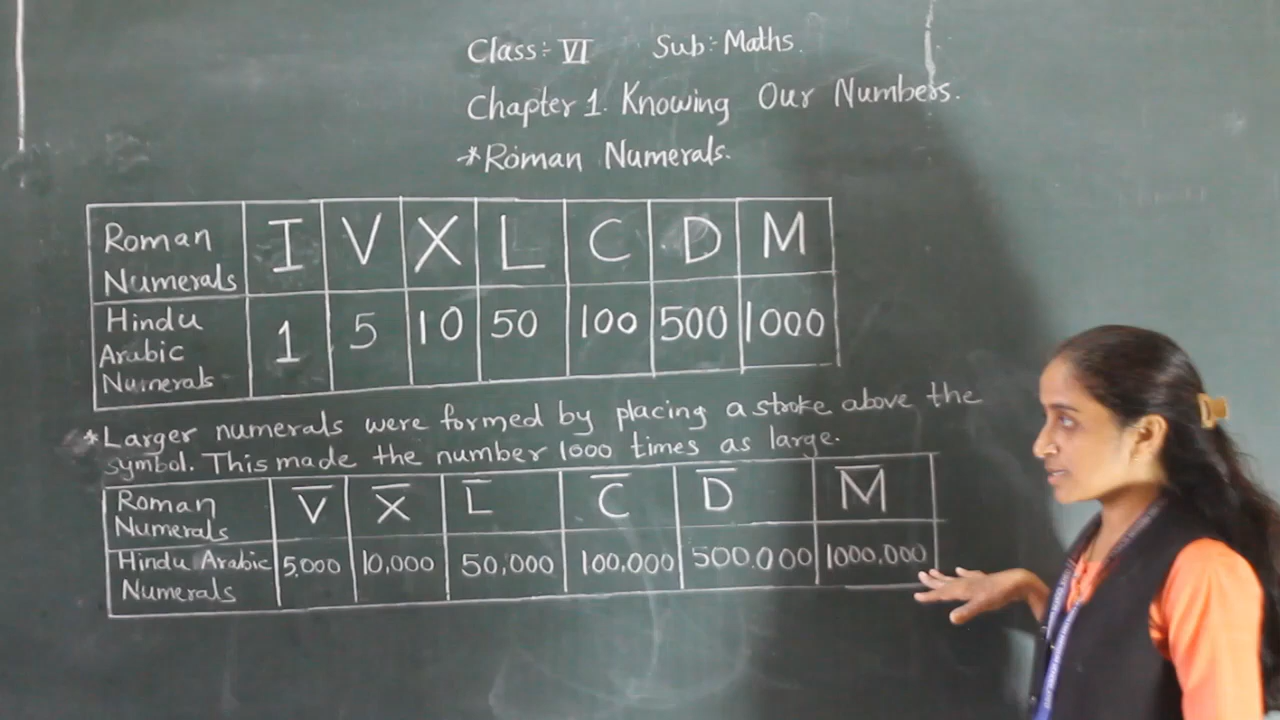 Class:- VI Sub:- Maths.
Chapter 1. Knowing Our Numbers.
*Roman Numerals.
Roman Numerals I V X L C D M
Hindu Arabic Numerals 1 5 10 50 100 500 1000
*Larger numerals were formed by placing a stroke above the
symbol. This made the number 1000 times as large.
Roman Numerals V̅ X̅ L̅ C̅ D̅ M̅
Hindu Arabic Numerals 5,000 10,000 50,000 100,000 500.000 1000,000